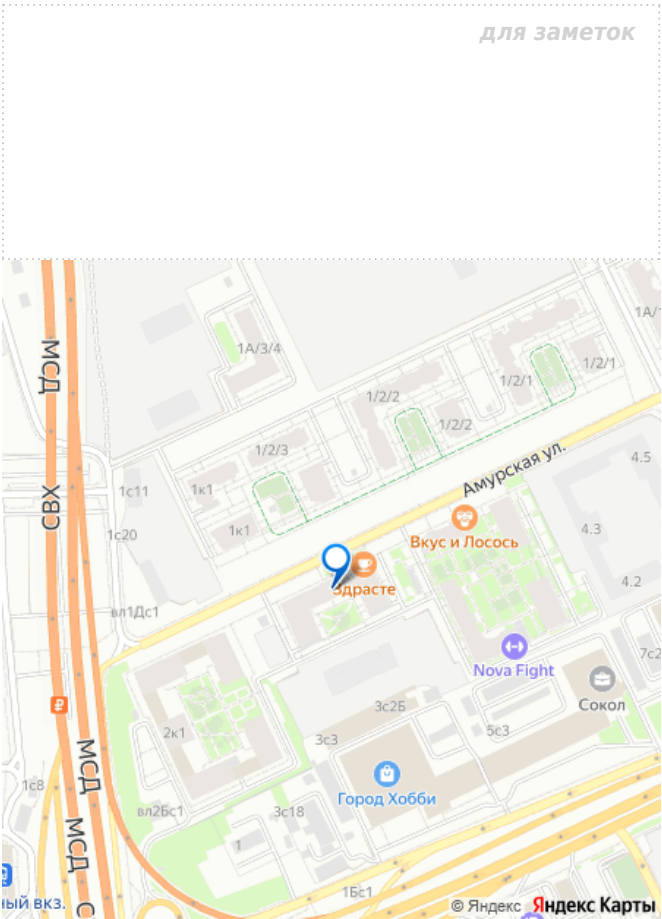 для заметок
1А/3/4
1А/
МСД
1/2/1
1/2/2
1/2/1
1/2/2
1/2/3
Амурская ул.
4.5
1к1
1с11
СВХ
Вкус и Лосось
4.3
1к1
1с20
Здрасте
4.2
вл1Дс1
Nova Fight
7с2
Сокол
3с2Б
2к1
5с3
3с3
МСД
1с8
Город Хобби
вл2Бс1
3с18
МСД
1
1Бс1
ный вкз.
С
© Яндекс Яндекс Карты